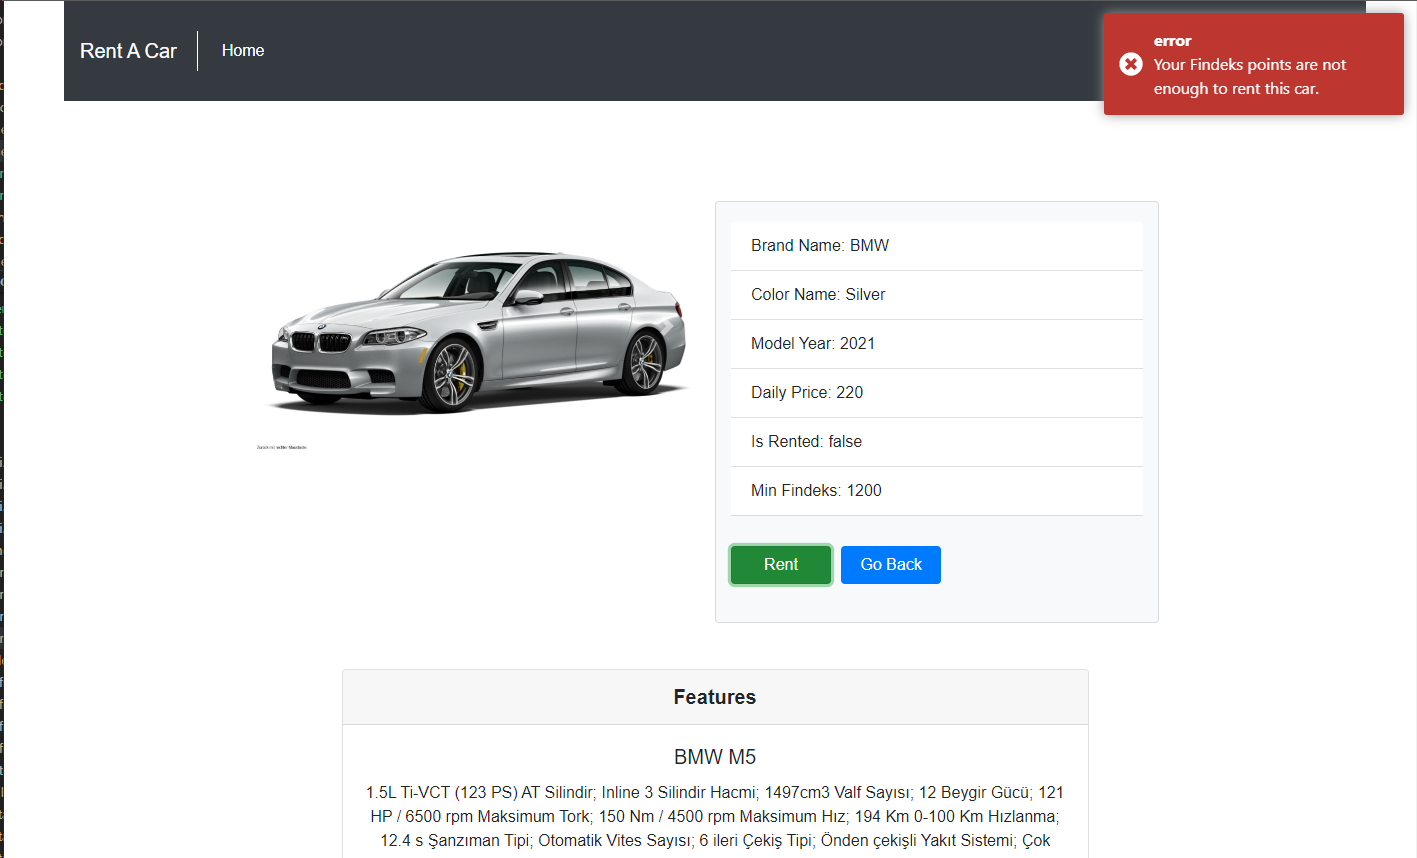 Rent A Car
Home
error
Your Findeks points are not
enough to rent this car.
Brand Name: BMW
Color Name: Silver
Model Year: 2021
Daily Price: 220
Is Rented: false
Min Findeks: 1200
Rent
Go Back
Features
BMW M5
1.5L Ti-VCT (123 PS) AT Silindir; Inline 3 Silindir Hacmi; 1497cm3 Valf Sayısı; 12 Beygir Gücü; 121
HP / 6500 rpm Maksimum Tork; 150 Nm / 4500 rpm Maksimum Hız; 194 Km 0-100 Km Hızlanma;
12.4 s Şanzıman Tipi; Otomatik Vites Sayısı; 6 ileri Çekiş Tipi; Önden çekişli Yakıt Sistemi; Çok